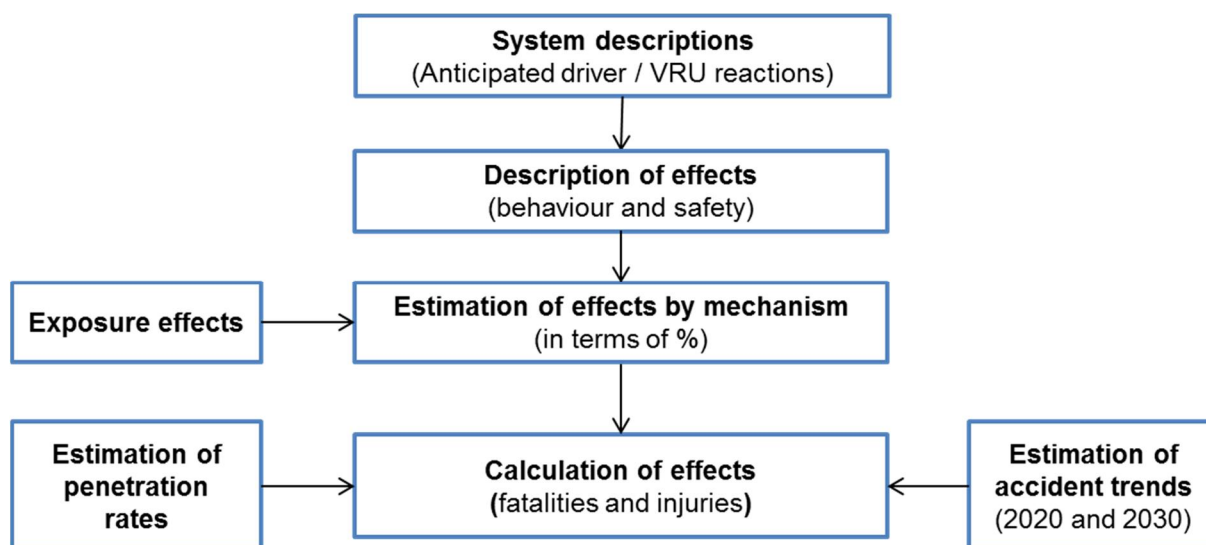 System descriptions
(Anticipated driver / VRU reactions)
Description of effects
(behaviour and safety)
Exposure effects
Estimation of effects by mechanism
(in terms of %)
Estimation of
penetration
rates
Calculation of effects
(fatalities and injuries)
Estimation of
accident trends
(2020 and 2030)